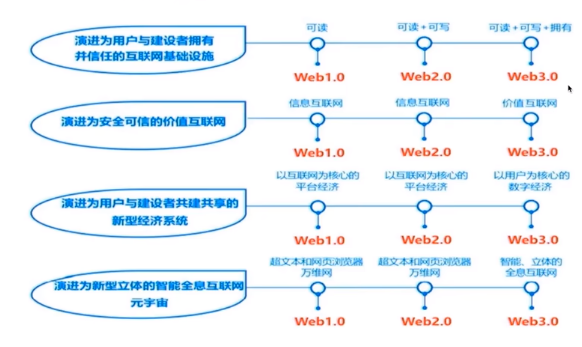 可读
可读+可写
可读+可写+拥有
演进为用户与建设者拥有
并信任的互联网基础设施
Web1.0
Web2.0
Web3.0
信息互联网
信息互联网
价值互联网
演进为安全可信的价值互联网
Web1.0
Web2.0
Web3.0
以互联网为核心的
平台经济
以互联网为核心的
平台经济
以用户为核心的
数字经济
演进为用户与建设者共建共享的
新型经济系统
Web1.0
Web2.0
Web3.0
超文本和网页浏览器
万维网
超文本和网页浏览器
万维网
智能、立体的
全息互联网
演进为新型立体的智能全息互联网
元宇宙
Web1.0
Web2.0
Web3.0